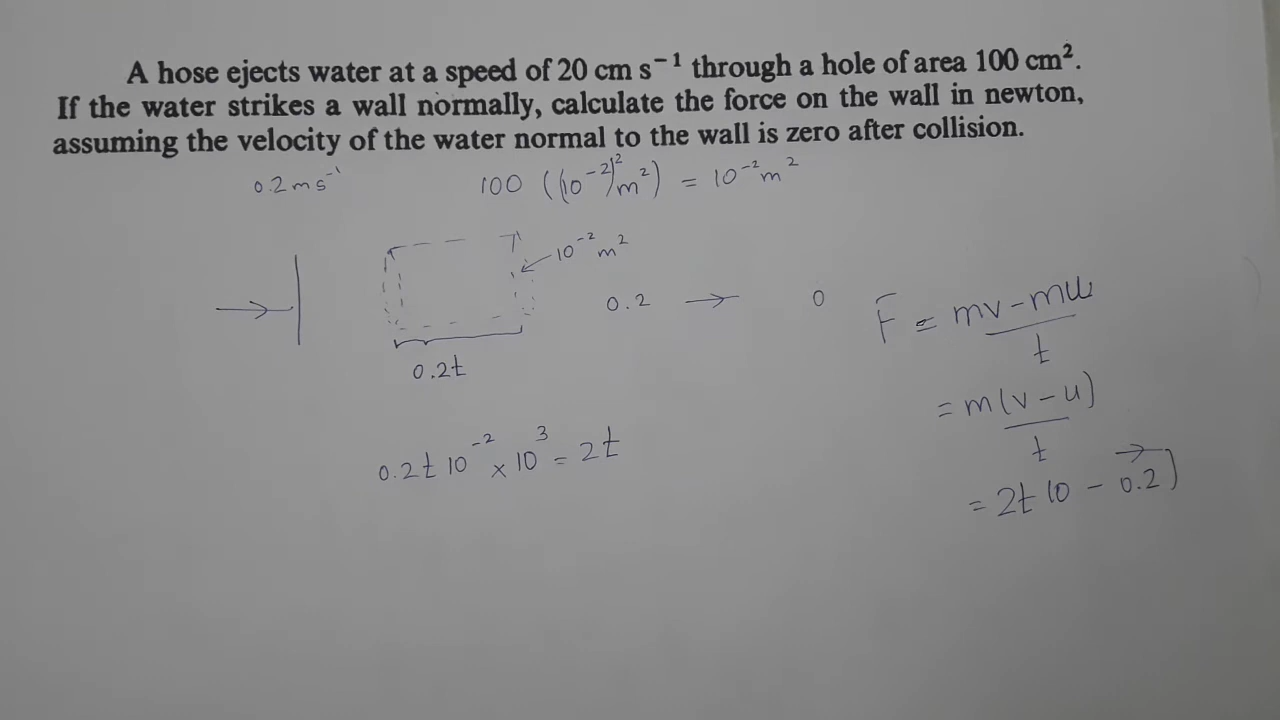 A hose ejects water at a speed of 20 cm s⁻¹ through a hole of area 100 cm².
If the water strikes a wall normally, calculate the force on the wall in newton,
assuming the velocity of the water normal to the wall is zero after collision.
0.2 m s⁻¹
100 ((10⁻²)² m²) = 10⁻² m²
10⁻² m²
0.2 → 0
0.2t
0.2t 10⁻² × 10³ = 2t
F = mv - mu / t
= m(v - u) / t
= 2t (0 - 0.2)